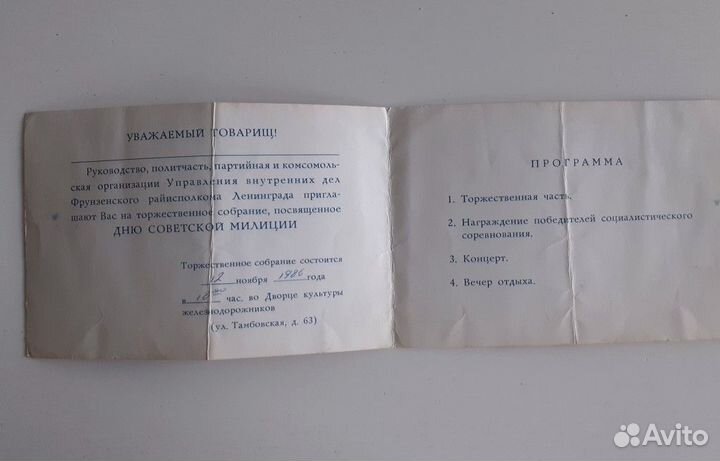 УВАЖАЕМЫЙ ТОВАРИЩ!
Руководство, политчасть, партийная и комсомоль-
ская организации Управления внутренних дел
Фрунзенского райисполкома Ленинграда пригла-
шают Вас на торжественное собрание, посвященное
ДНЮ СОВЕТСКОЙ МИЛИЦИИ
Торжественное собрание состоится
12 ноября 1986 года
в час. во Дворце культуры
железнодорожников
(ул. Тамбовская, д. 63)
ПРОГРАММА
1. Торжественная часть.
2. Награждение победителей социалистического
соревнования.
3. Концерт.
4. Вечер отдыха.
Avito